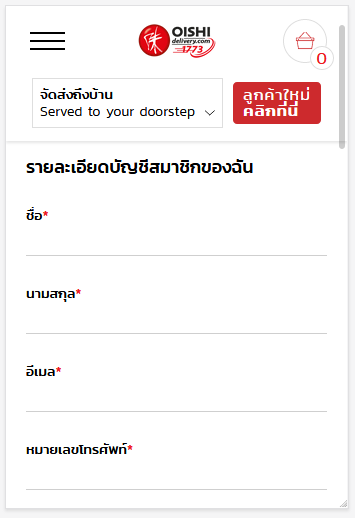 OISHI
delivery.com
1773
0
จัดส่งถึงบ้าน
Served to your doorstep
ลูกค้าใหม่
คลิกที่นี่
รายละเอียดบัญชีสมาชิกของฉัน
ชื่อ*
นามสกุล*
อีเมล*
หมายเลขโทรศัพท์*